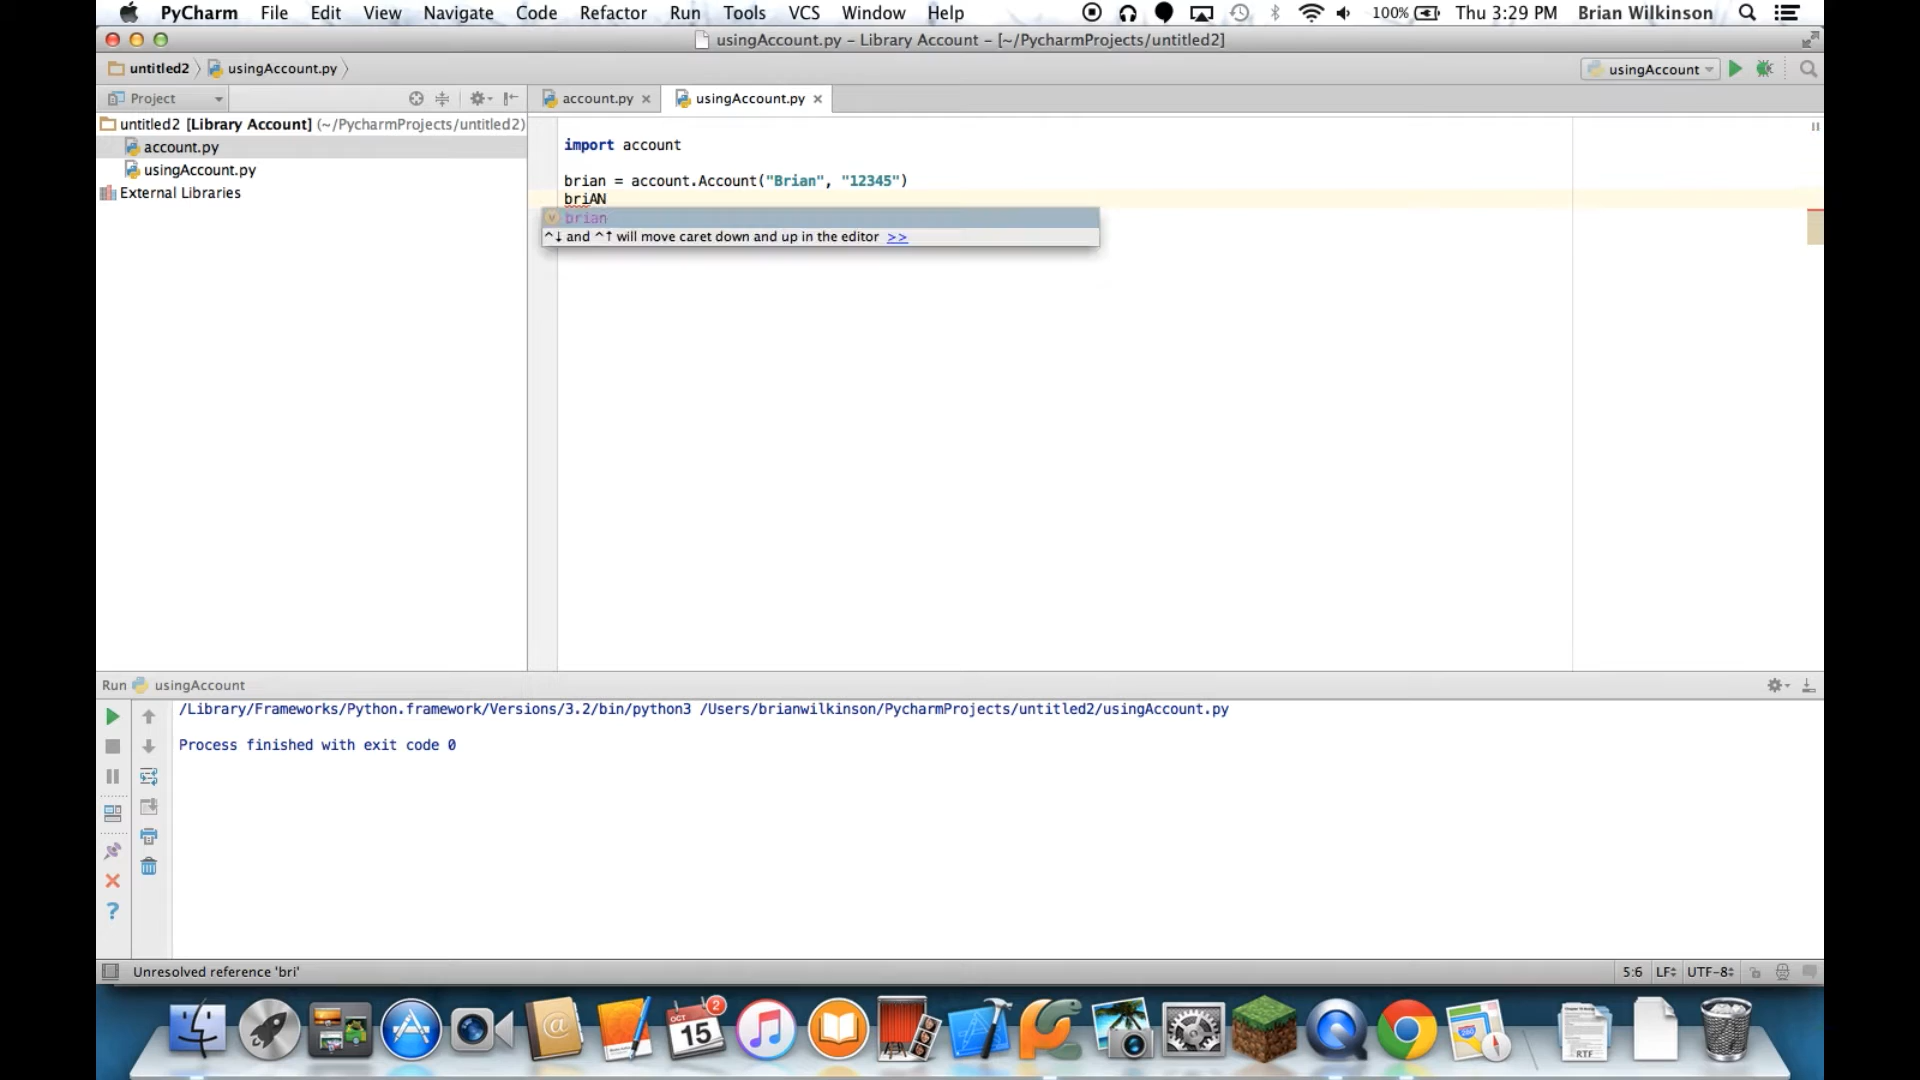 PyCharm File Edit View Navigate Code Refactor Run Tools VCS Window Help 100% Thu 3:29 PM Brian Wilkinson
usingAccount.py – Library Account – [~/PycharmProjects/untitled2]
untitled2 usingAccount.py usingAccount
Project account.py usingAccount.py
untitled2 [Library Account] (~/PycharmProjects/untitled2)
account.py
usingAccount.py
External Libraries
import account
brian = account.Account("Brian", "12345")
briAN
v brian
^↓ and ^↑ will move caret down and up in the editor >>
Run usingAccount
/Library/Frameworks/Python.framework/Versions/3.2/bin/python3 /Users/brianwilkinson/PycharmProjects/untitled2/usingAccount.py
Process finished with exit code 0
?
Unresolved reference 'bri' 5:6 LF UTF-8
@ OCT 15 2
RTF